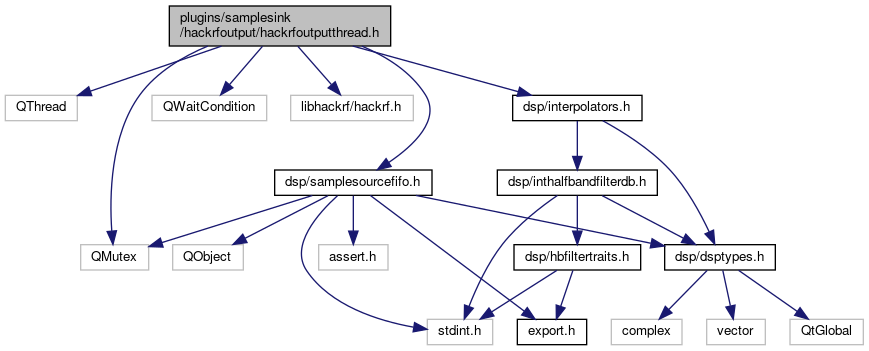 plugins/samplesink
/hackrfoutput/hackrfoutputthread.h
QThread
QWaitCondition
libhackrf/hackrf.h
dsp/interpolators.h
dsp/samplesourcefifo.h
dsp/inthalfbandfilterdb.h
QMutex
QObject
assert.h
dsp/hbfiltertraits.h
dsp/dsptypes.h
stdint.h
export.h
complex
vector
QtGlobal